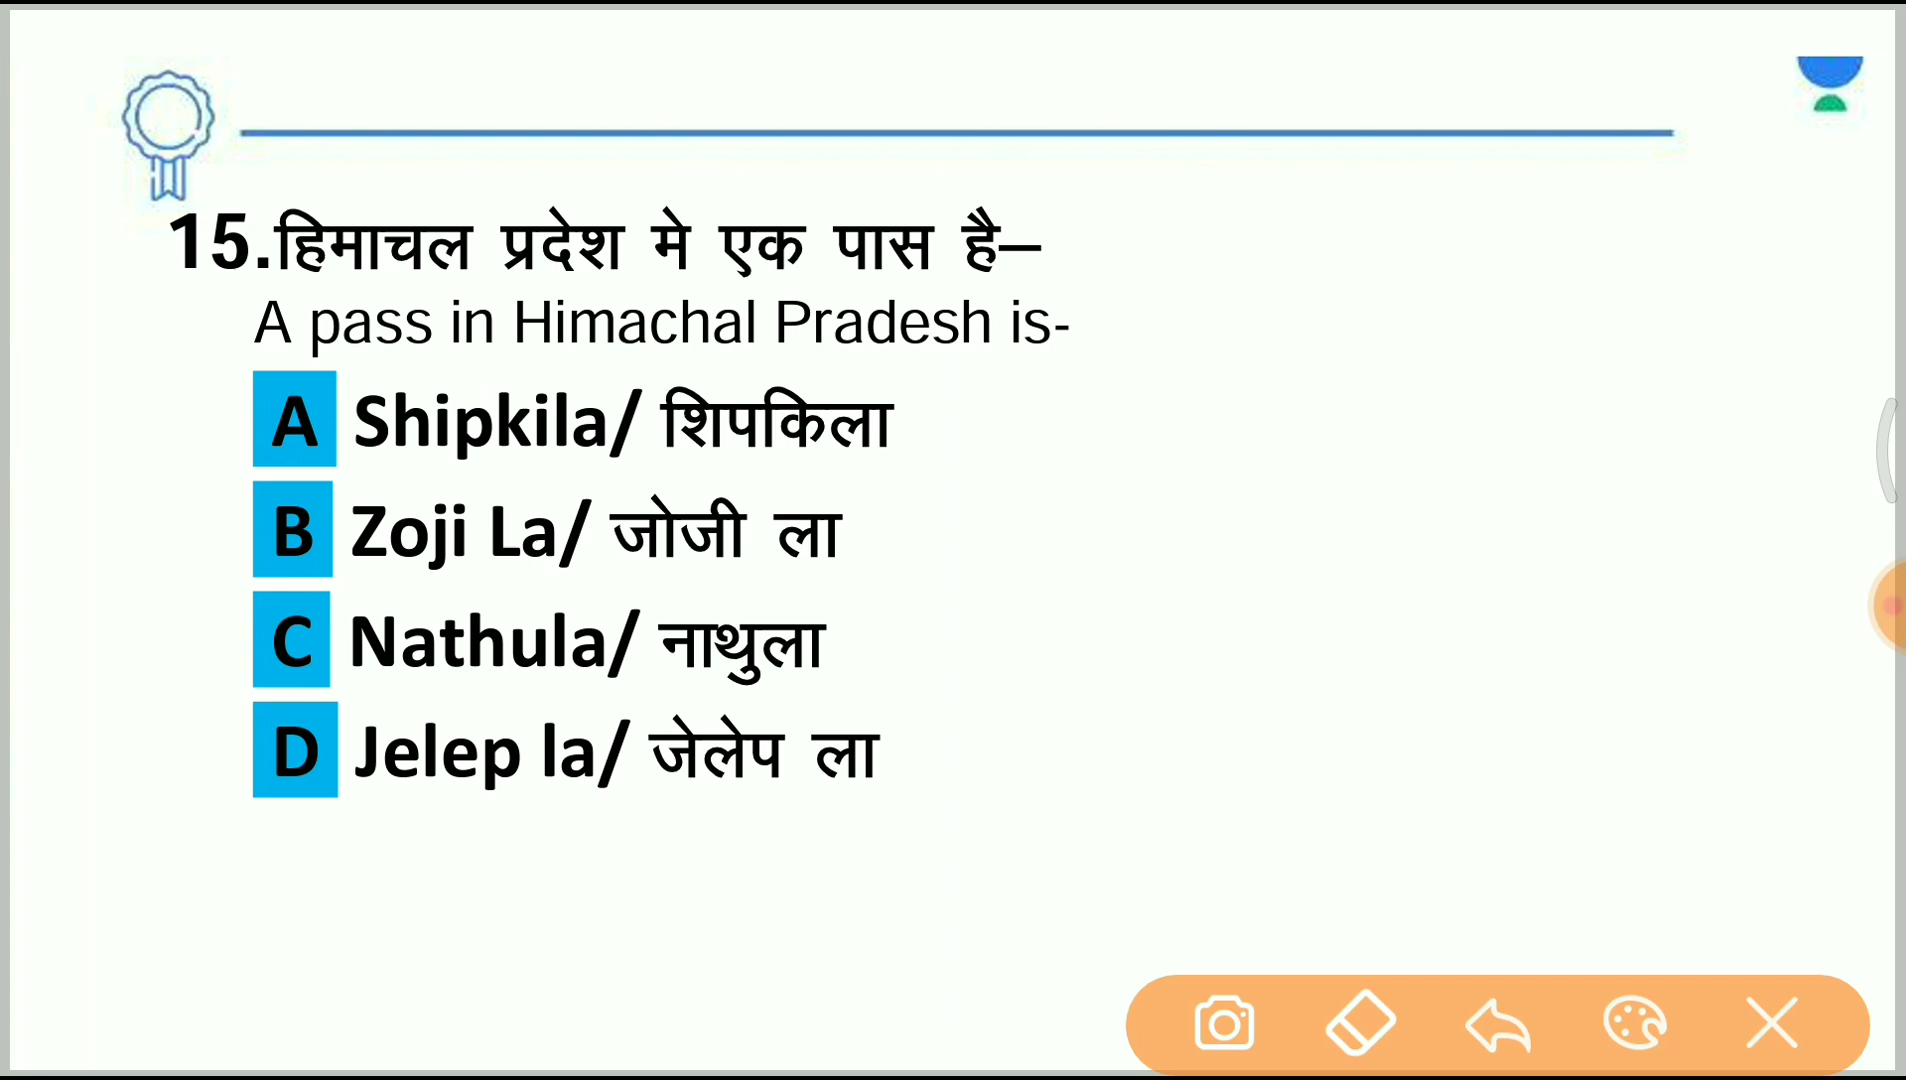 15.हिमाचल प्रदेश मे एक पास है–
A pass in Himachal Pradesh is-
A Shipkila/ शिपकिला
B Zoji La/ जोजी ला
C Nathula/ नाथुला
D Jelep la/ जेलेप ला